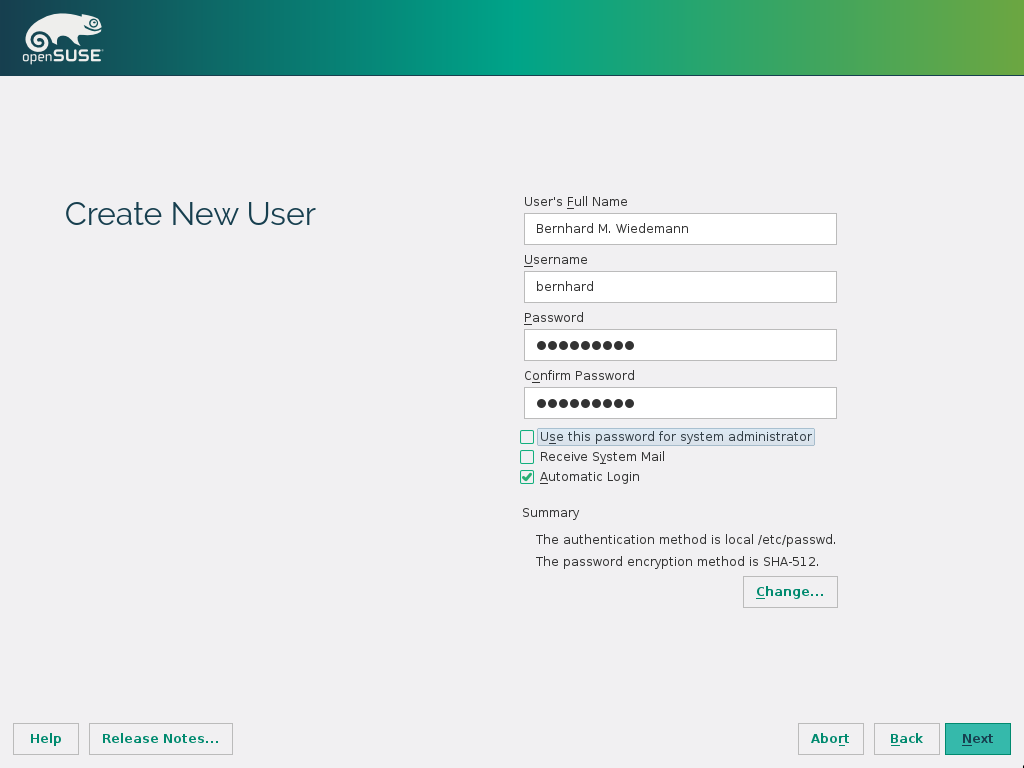 openSUSE
Create New User
User's Full Name
Bernhard M. Wiedemann
Username
bernhard
Password
●●●●●●●●●
Confirm Password
●●●●●●●●●
Use this password for system administrator
Receive System Mail
Automatic Login
Summary
The authentication method is local /etc/passwd.
The password encryption method is SHA-512.
Change...
Help Release Notes... Abort Back Next